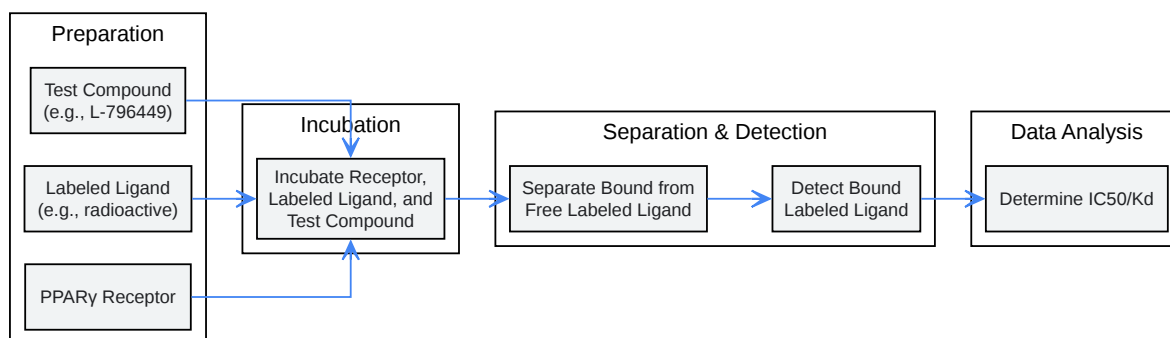 Preparation
Test Compound
(e.g., L-796449)
Labeled Ligand
(e.g., radioactive)
PPARγ Receptor
Incubation
Incubate Receptor,
Labeled Ligand, and
Test Compound
Separation & Detection
Separate Bound from
Free Labeled Ligand
Detect Bound
Labeled Ligand
Data Analysis
Determine IC50/Kd